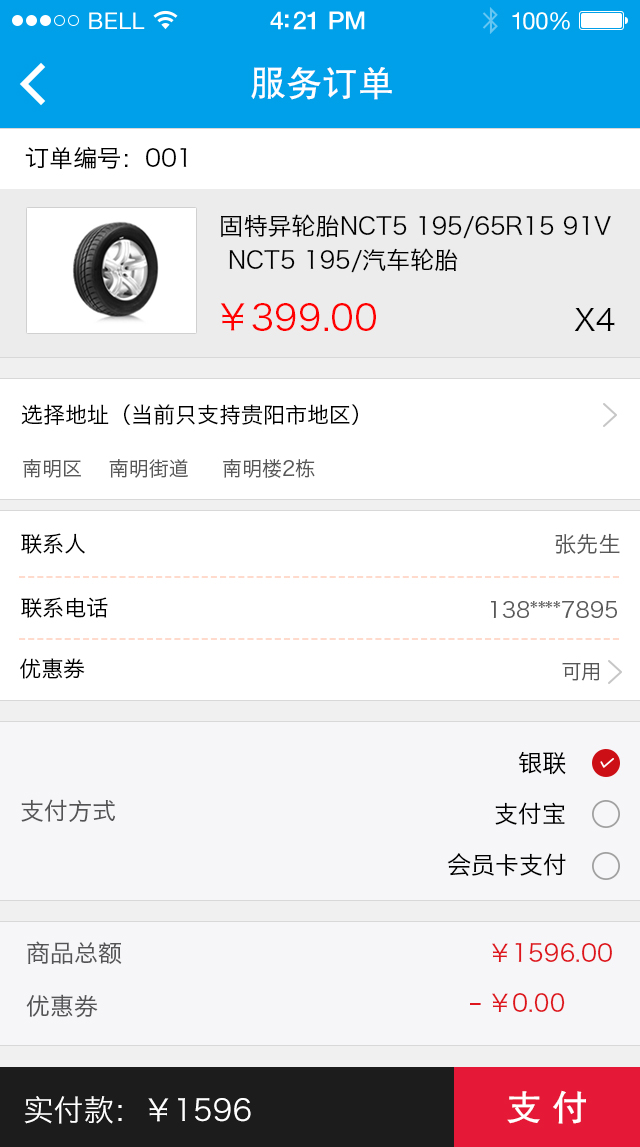 BELL 4:21 PM 100%
服务订单
订单编号：001
固特异轮胎NCT5 195/65R15 91V
NCT5 195/汽车轮胎
￥399.00 X4
选择地址（当前只支持贵阳市地区）
南明区 南明街道 南明楼2栋
联系人 张先生
联系电话 138****7895
优惠券 可用
银联
支付方式
支付宝
会员卡支付
商品总额 ￥1596.00
优惠券 - ￥0.00
实付款：￥1596 支付